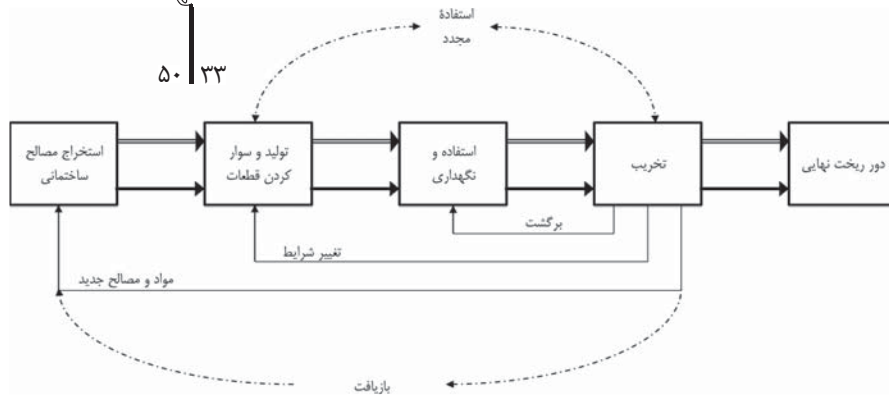 استفادهٔ
مجدد
۵۰ ۳۳
استخراج مصالح
ساختمانی
تولید و سوار
کردن قطعات
استفاده و
نگهداری
تخریب
دور ریخت نهایی
برگشت
تغییر شرایط
مواد و مصالح جدید
بازیافت